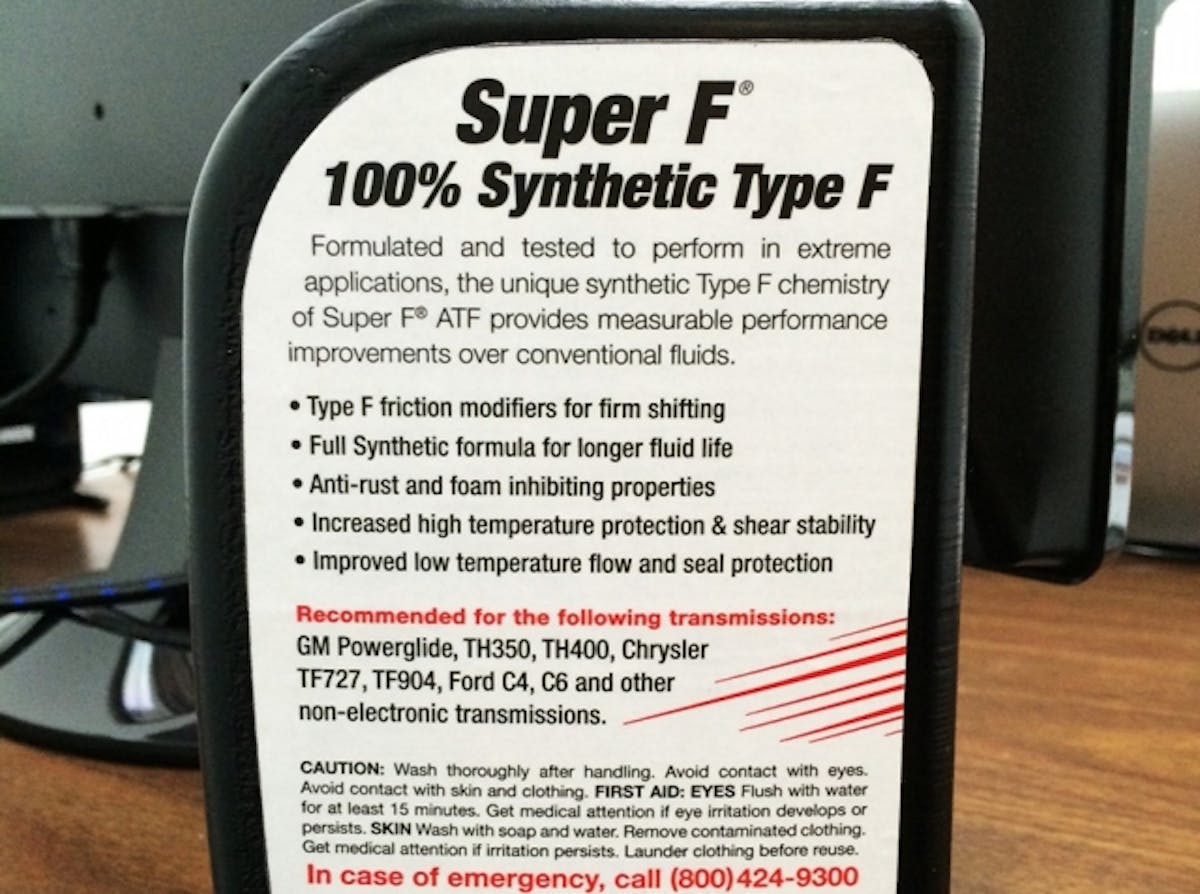 Super F®
100% Synthetic Type F
Formulated and tested to perform in extreme
applications, the unique synthetic Type F chemistry
of Super F® ATF provides measurable performance
improvements over conventional fluids.
• Type F friction modifiers for firm shifting
• Full Synthetic formula for longer fluid life
• Anti-rust and foam inhibiting properties
• Increased high temperature protection & shear stability
• Improved low temperature flow and seal protection
Recommended for the following transmissions:
GM Powerglide, TH350, TH400, Chrysler
TF727, TF904, Ford C4, C6 and other
non-electronic transmissions.
CAUTION: Wash thoroughly after handling. Avoid contact with eyes.
Avoid contact with skin and clothing. FIRST AID: EYES Flush with water
for at least 15 minutes. Get medical attention if eye irritation develops or
persists. SKIN Wash with soap and water. Remove contaminated clothing.
Get medical attention if irritation persists. Launder clothing before reuse.
In case of emergency, call (800)424-9300
DELL